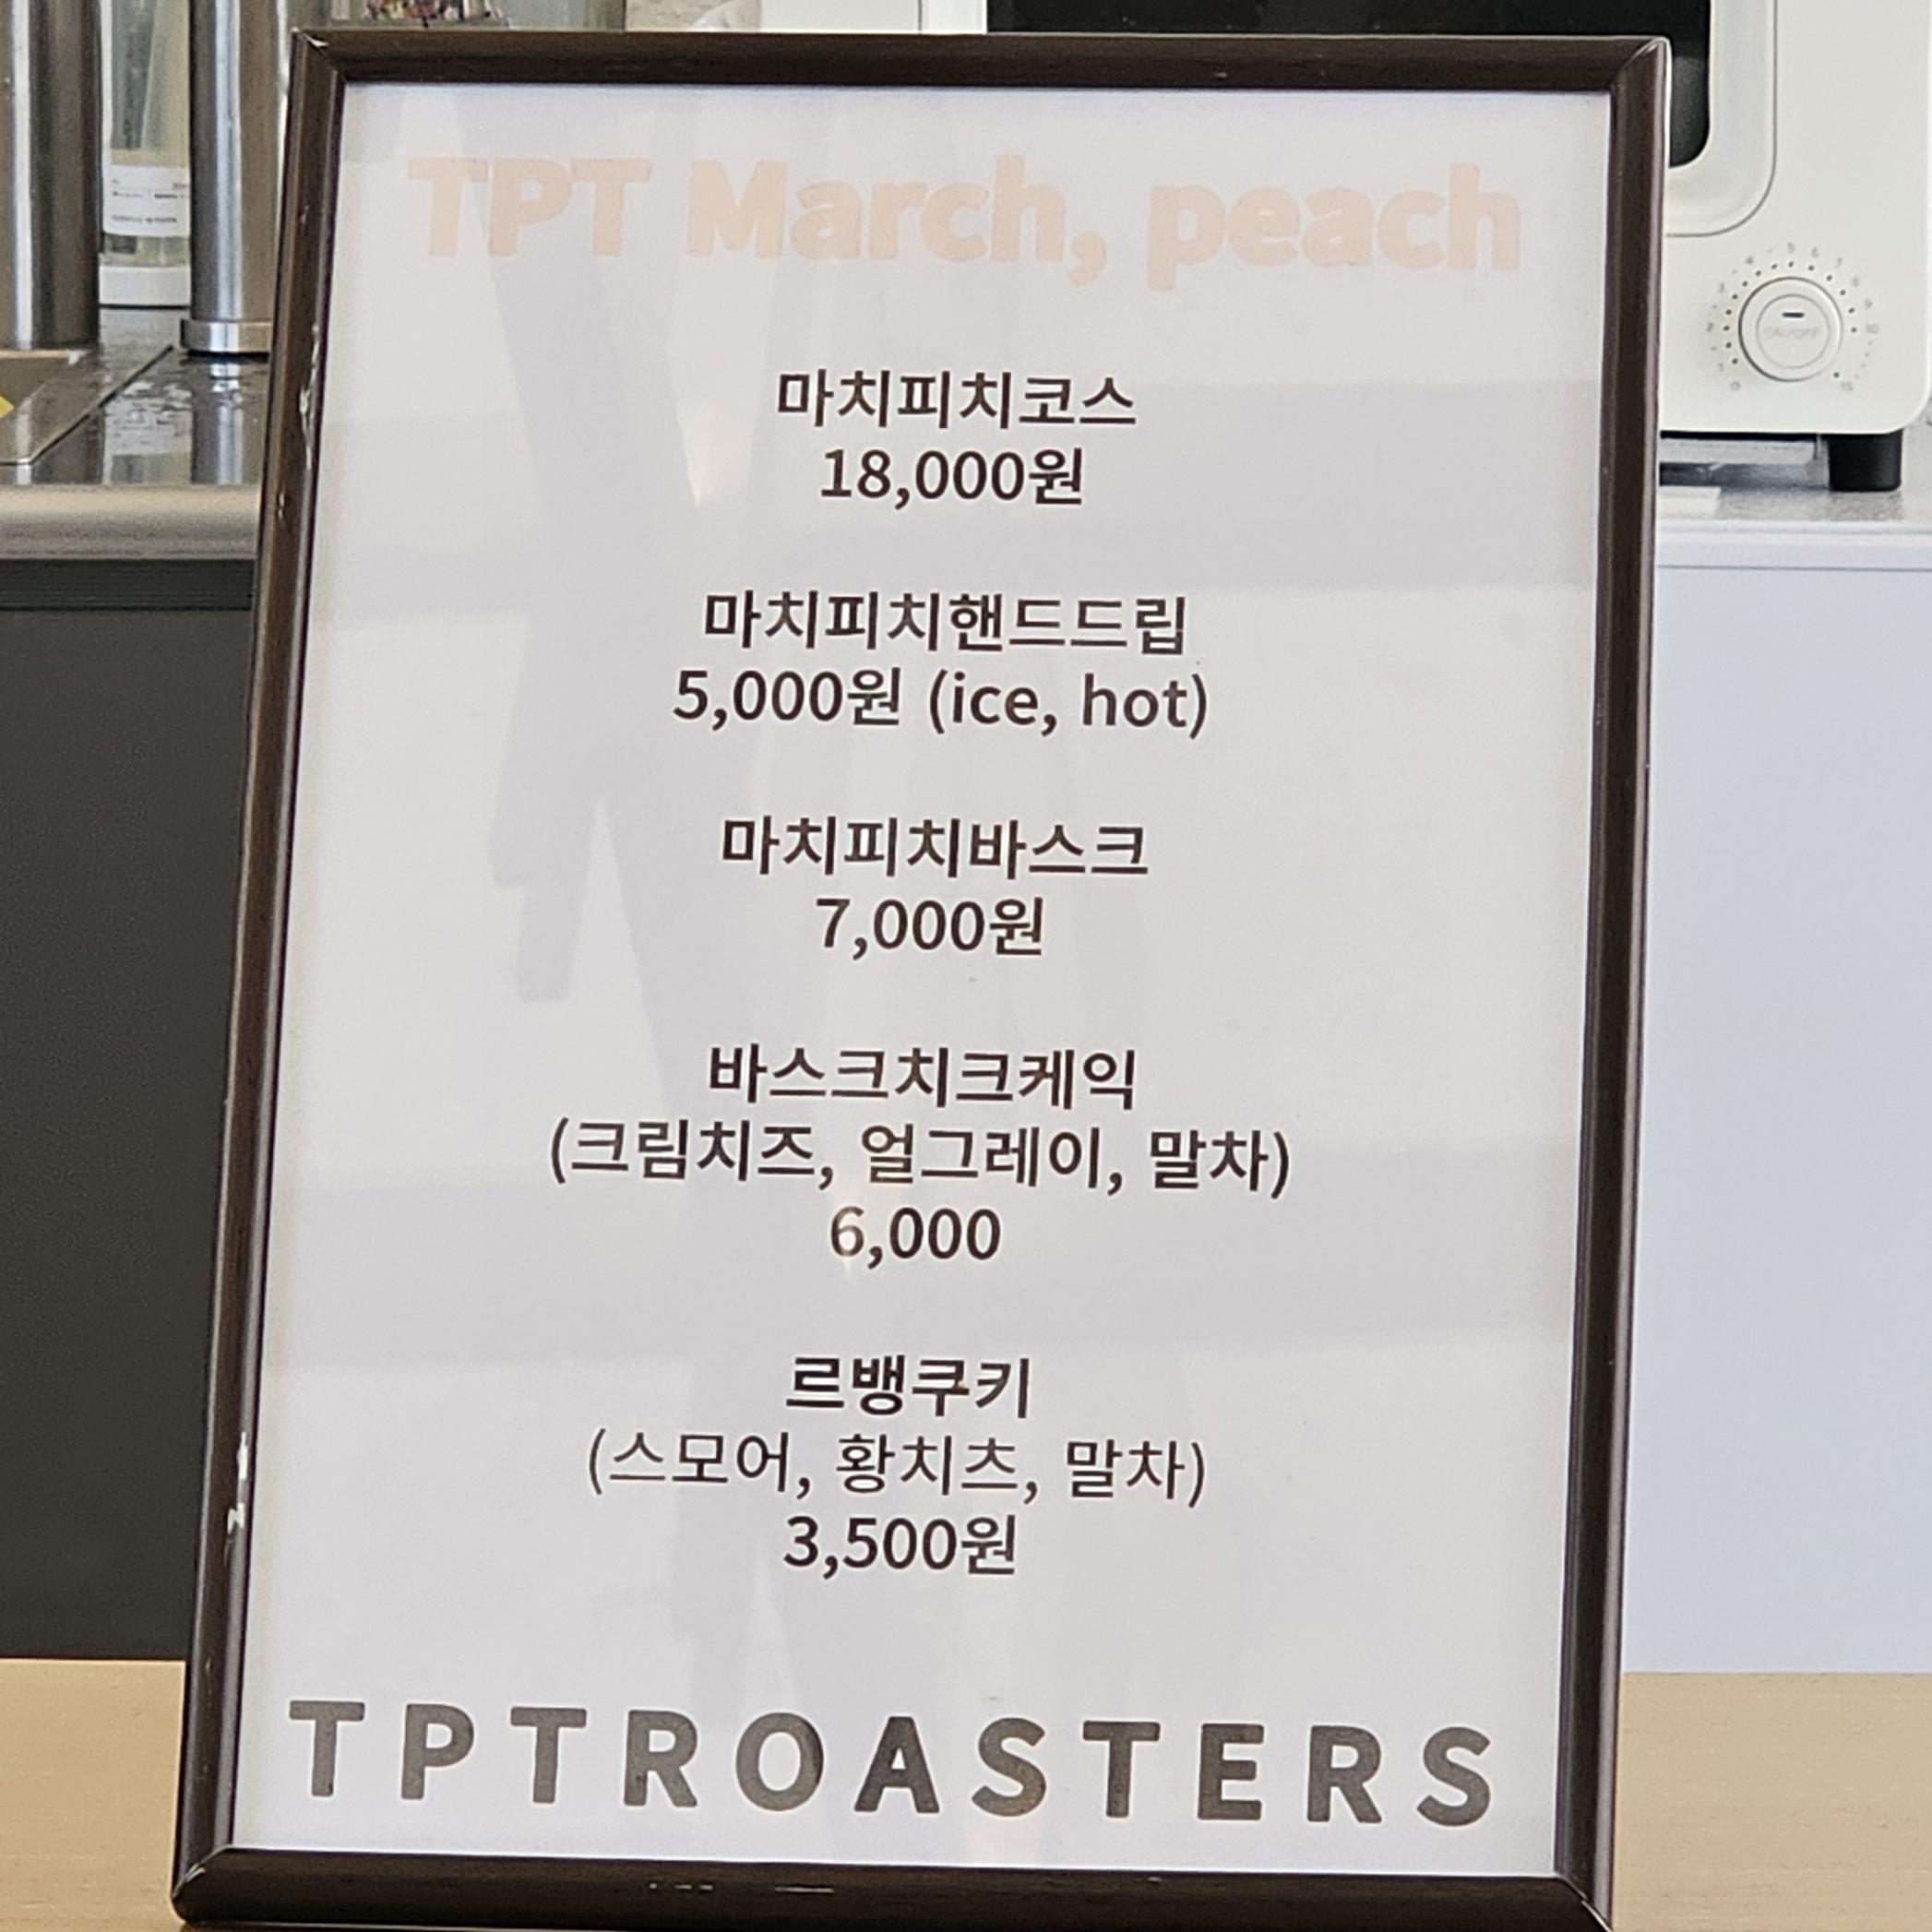 TPT March, peach
마치피치코스
18,000원
마치피치핸드드립
5,000원 (ice, hot)
마치피치바스크
7,000원
바스크치크케익
(크림치즈, 얼그레이, 말차)
6,000
르뱅쿠키
(스모어, 황치츠, 말차)
3,500원
TPTROASTERS